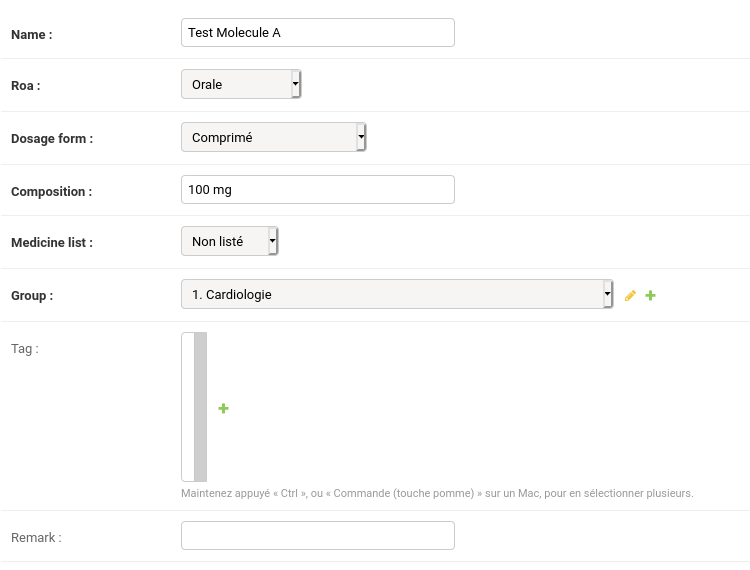 Name : Test Molecule A
Roa : Orale
Dosage form : Comprimé
Composition : 100 mg
Medicine list : Non listé
Group : 1. Cardiologie
Tag :
Maintenez appuyé « Ctrl », ou « Commande (touche pomme) » sur un Mac, pour en sélectionner plusieurs.
Remark :